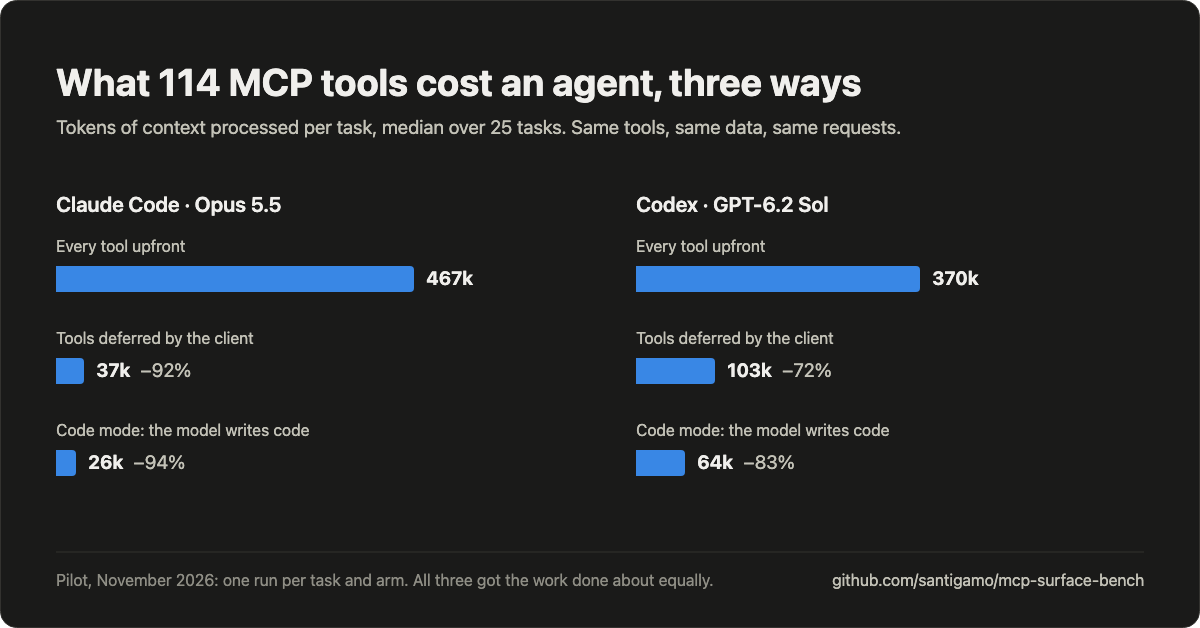 What 114 MCP tools cost an agent, three ways
Tokens of context processed per task, median over 25 tasks. Same tools, same data, same requests.
Claude Code · Opus 5.5
Every tool upfront
467k
Tools deferred by the client
37k –92%
Code mode: the model writes code
26k –94%
Codex · GPT-6.2 Sol
Every tool upfront
370k
Tools deferred by the client
103k –72%
Code mode: the model writes code
64k –83%
Pilot, November 2026: one run per task and arm. All three got the work done about equally.
github.com/santigamo/mcp-surface-bench